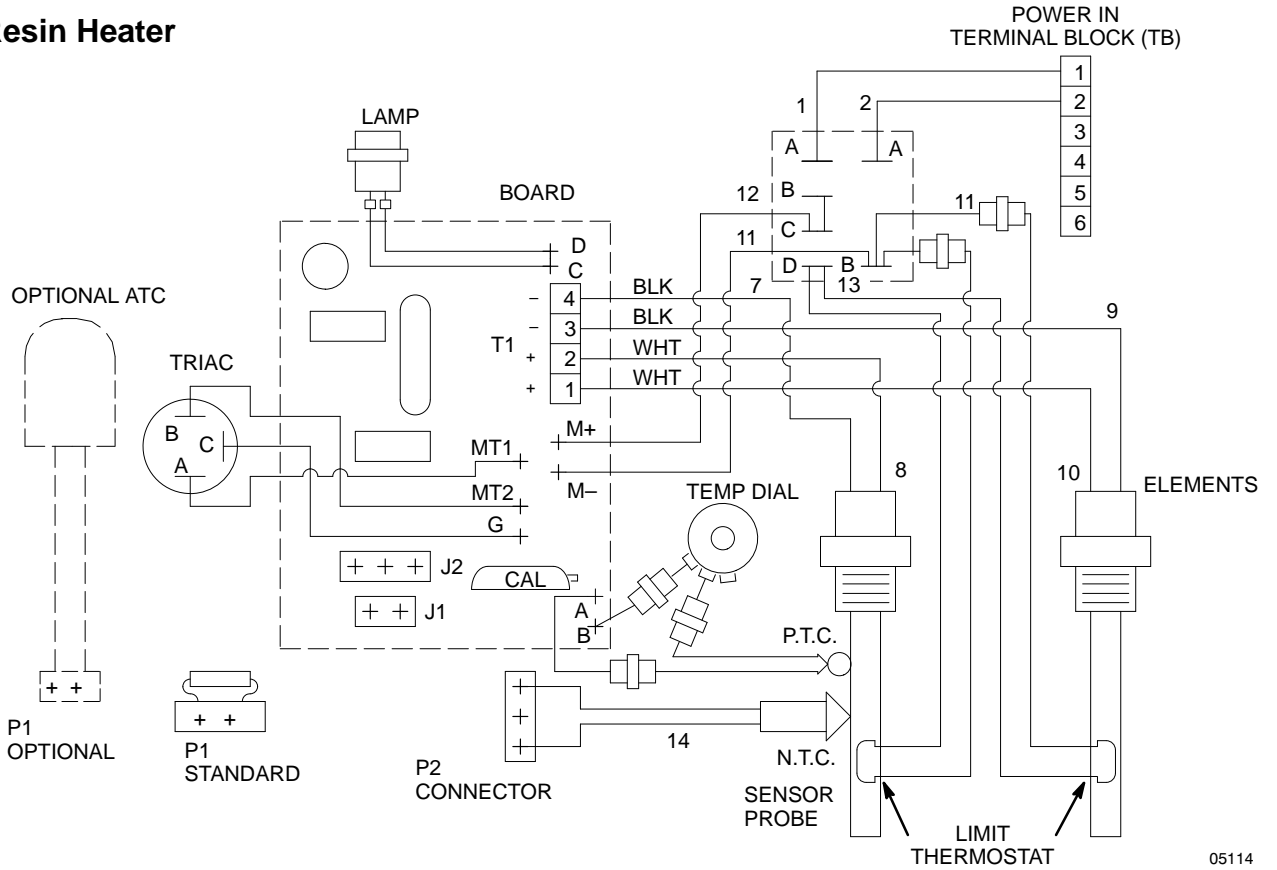 esin Heater
POWER IN
TERMINAL BLOCK (TB)
1
2
3
4
5
6
1
2
LAMP
A
A
BOARD
12
B
C
11
11
D
B
13
7
D
C
OPTIONAL ATC
–
4
BLK
–
3
BLK
9
T1
+
2
WHT
+
1
WHT
TRIAC
B
C
A
M+
MT1
M–
MT2
G
TEMP DIAL
8
10
ELEMENTS
+ + +
J2
CAL
+ +
J1
A
B
P.T.C.
+ +
P1
OPTIONAL
+ +
P1
STANDARD
+
+
+
P2
CONNECTOR
14
N.T.C.
SENSOR
PROBE
LIMIT
THERMOSTAT
05114